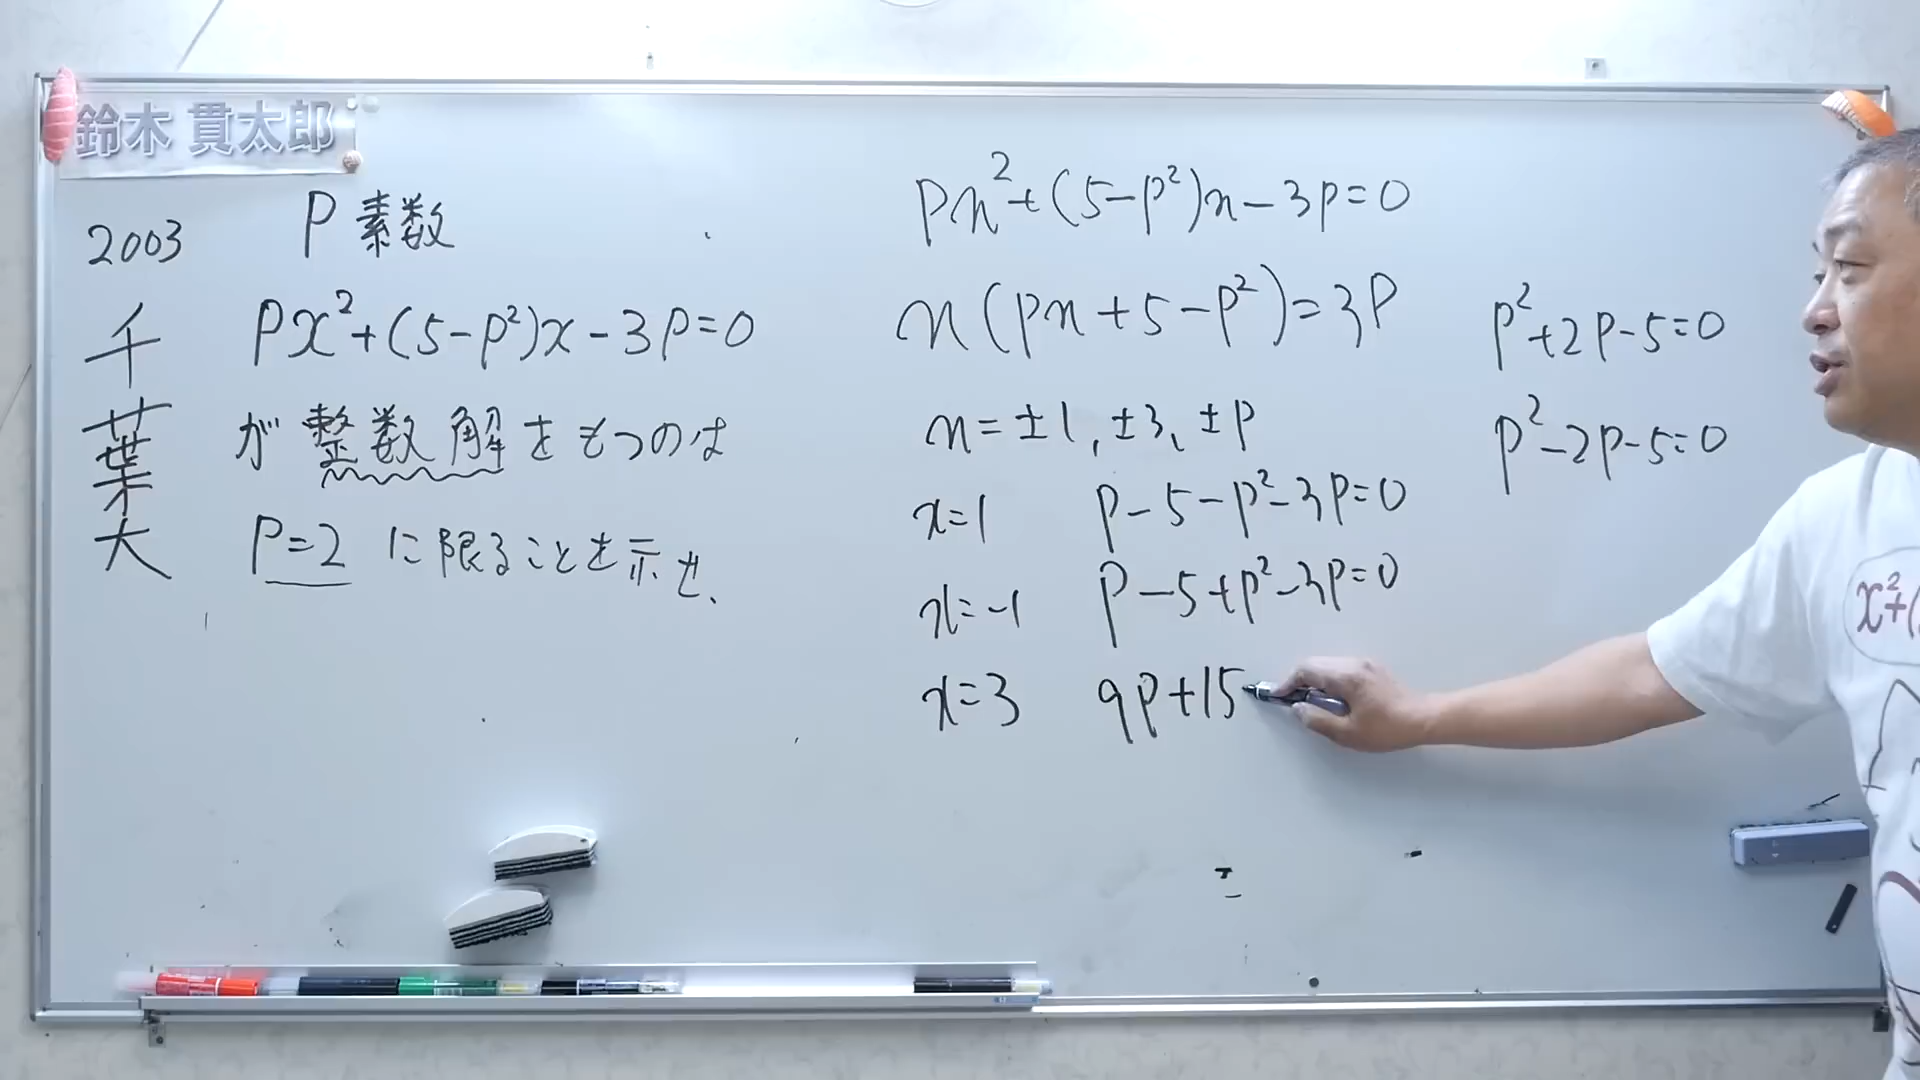 鈴木 貫太郎
2003
千葉大
P 素数
Px²+(5-p²)x-3p=0
が整数解をもつのは
P=2 に限ることを示せ.
Px²+(5-p²)x-3p=0
x(px+5-p²)=3P
x=±1,±3,±p
x=1 p-5-p²-3p=0
x=-1 p-5+p²-3p=0
x=3 9p+15
p²+2p-5=0
p²-2p-5=0
x²+(